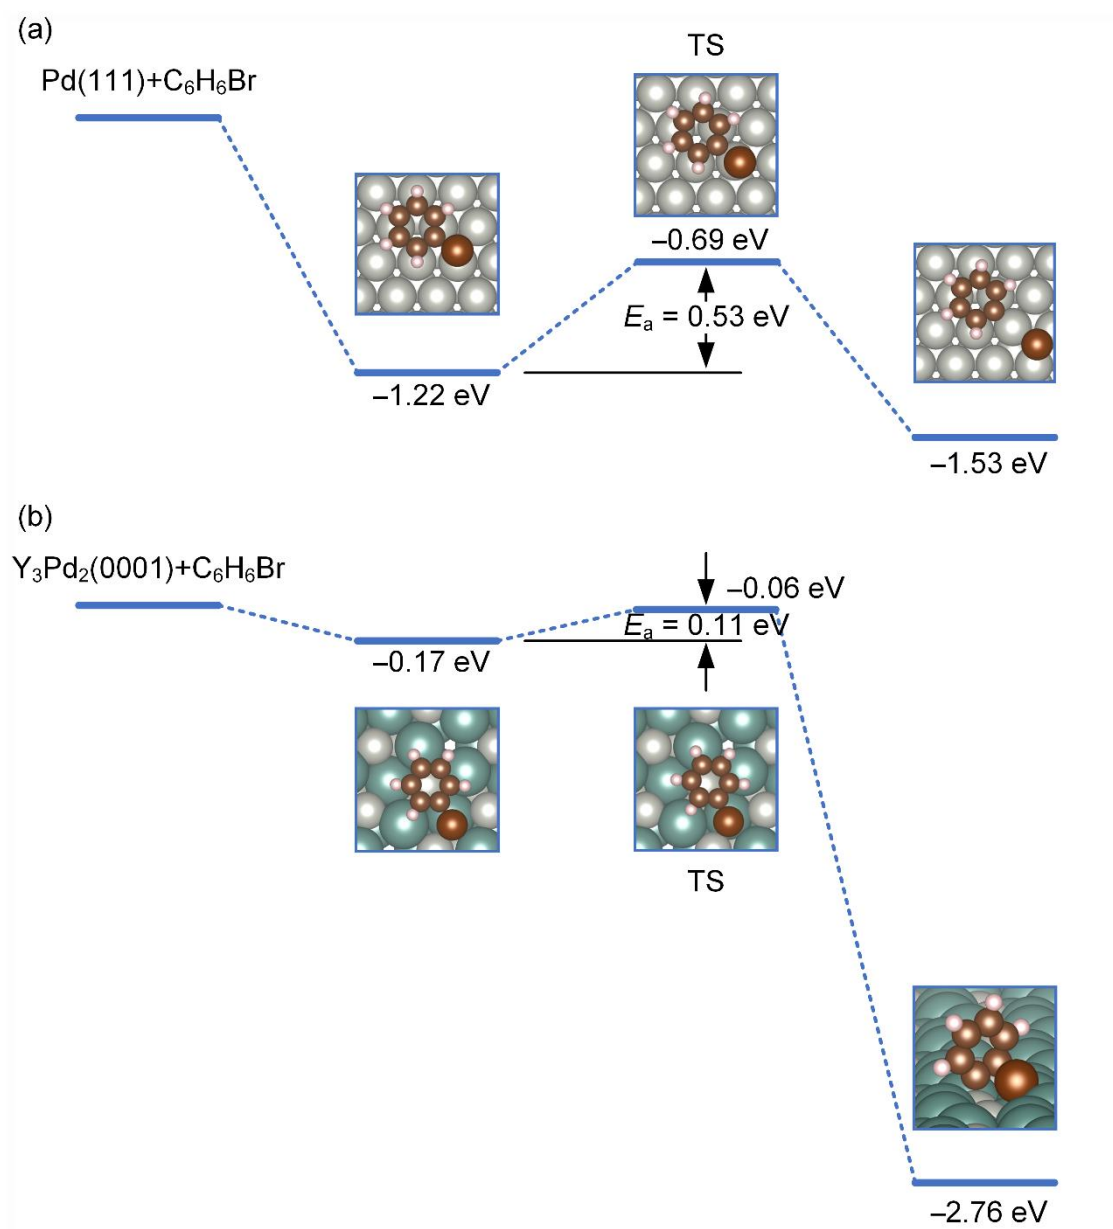 (a)
TS
Pd(111)+C₆H₆Br
–0.69 eV
Eₐ = 0.53 eV
–1.22 eV
–1.53 eV
(b)
Y₃Pd₂(0001)+C₆H₆Br
–0.06 eV
Eₐ = 0.11 eV
–0.17 eV
TS
–2.76 eV